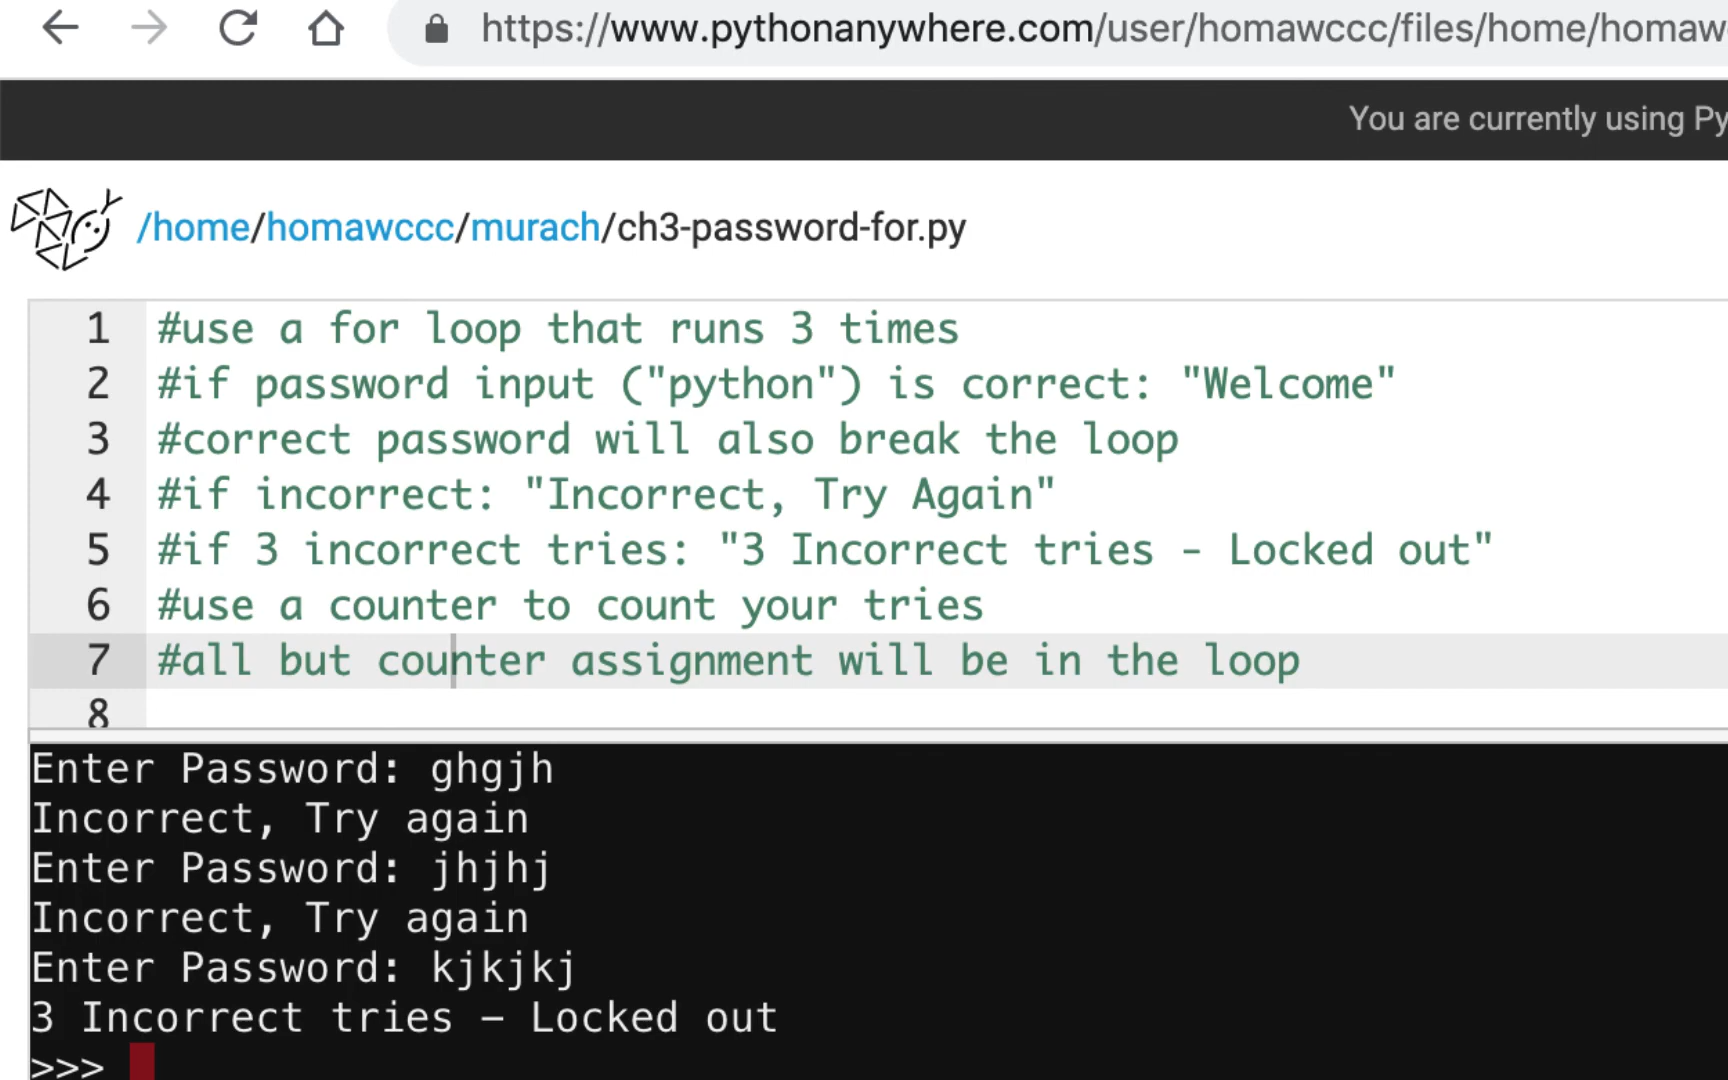 https://www.pythonanywhere.com/user/homawccc/files/home/homaw
You are currently using Py
/home/homawccc/murach/ch3-password-for.py
1 #use a for loop that runs 3 times
2 #if password input ("python") is correct: "Welcome"
3 #correct password will also break the loop
4 #if incorrect: "Incorrect, Try Again"
5 #if 3 incorrect tries: "3 Incorrect tries - Locked out"
6 #use a counter to count your tries
7 #all but counter assignment will be in the loop
8
Enter Password: ghgjh
Incorrect, Try again
Enter Password: jhjhj
Incorrect, Try again
Enter Password: kjkjkj
3 Incorrect tries – Locked out
>>>